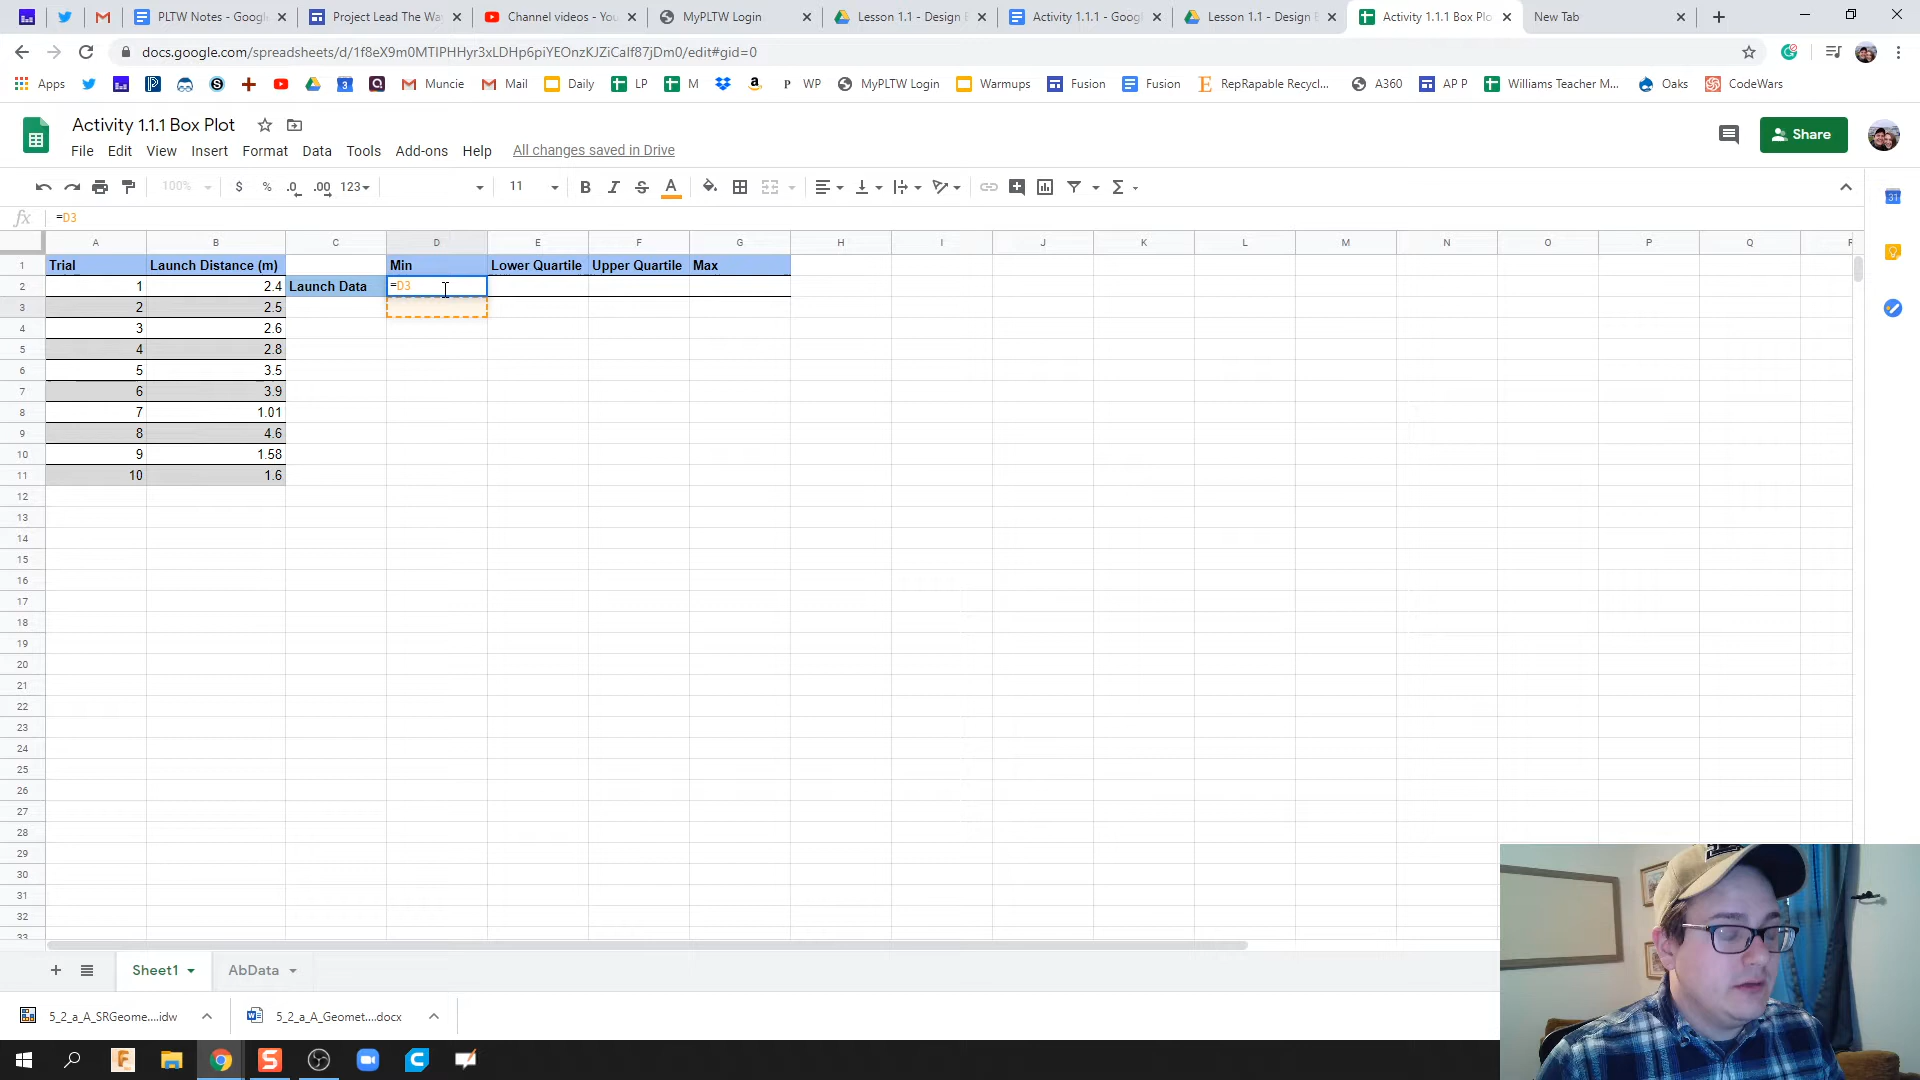 PLTW Notes - Googl
Project Lead The Way
Channel videos - You
MyPLTW Login
Lesson 1.1 - Design
Activity 1.1.1 - Goog
Lesson 1.1 - Design
Activity 1.1.1 Box Plo
New Tab
docs.google.com/spreadsheets/d/1f8eX9m0MTIPHHyr3xLDHp6piYEOnzKJZiCalf87jDm0/edit#gid=0
Apps
Muncie
Mail
Daily
LP
M
WP
MyPLTW Login
Warmups
Fusion
Fusion
RepRapable Recycl...
A360
AP P
Williams Teacher M...
Oaks
CodeWars
Activity 1.1.1 Box Plot
Share
File Edit View Insert Format Data Tools Add-ons Help All changes saved in Drive
100% $ % .0 .00 123 11 B I S A
fx =D3
A B C D E F G H I J K L M N O P Q
1 Trial Launch Distance (m) Min Lower Quartile Upper Quartile Max
2 1 2.4 Launch Data =D3
3 2 2.5
4 3 2.6
5 4 2.8
6 5 3.5
7 6 3.9
8 7 1.01
9 8 4.6
10 9 1.58
11 10 1.6
12
13
14
15
16
17
18
19
20
21
22
23
24
25
26
27
28
29
30
31
32
33
Sheet1 AbData
5_2_a_A_SRGeome....idw
5_2_a_A_Geomet....docx